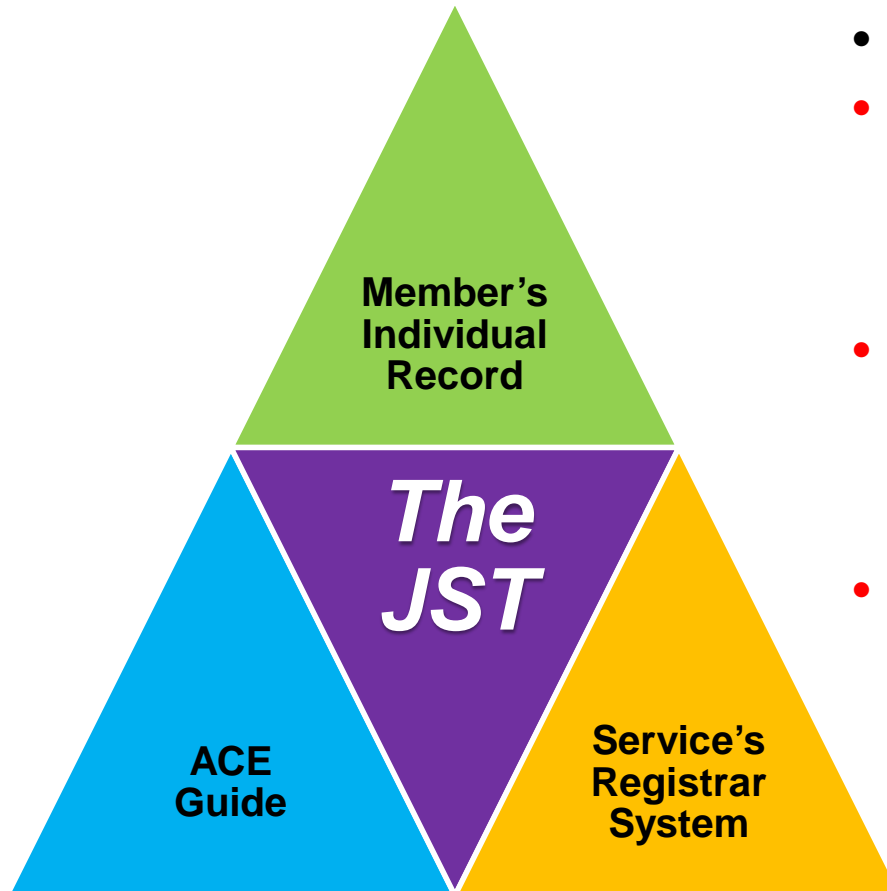 Member’s
Individual
Record
The
JST
ACE
Guide
Service’s
Registrar
System